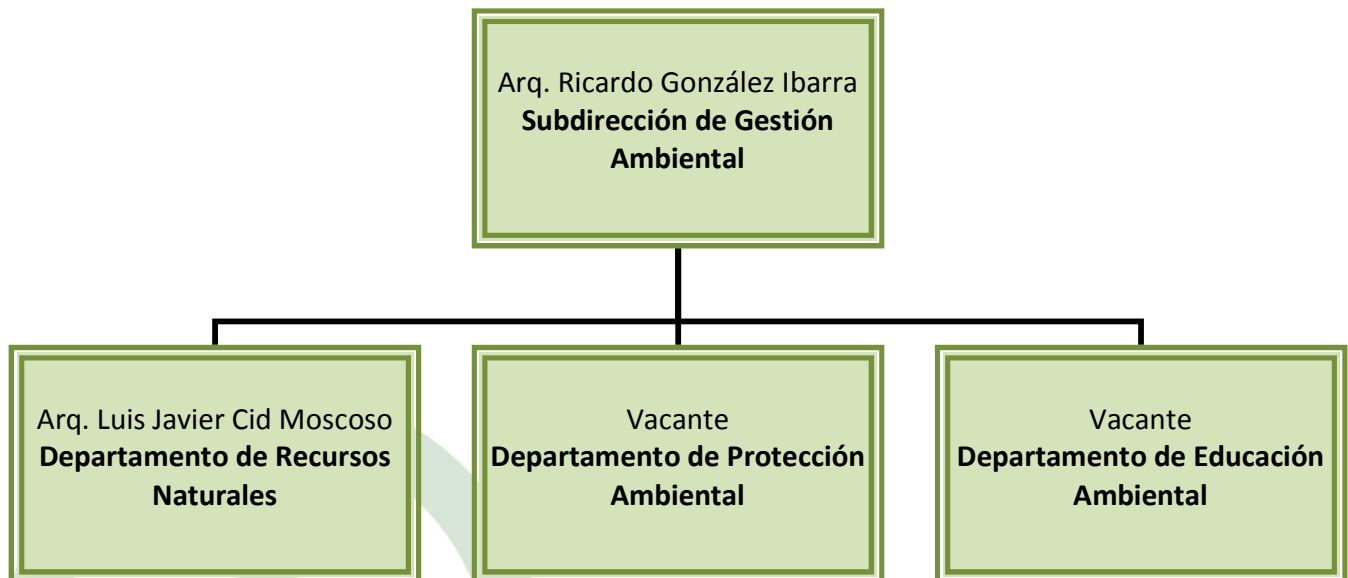 Arq. Ricardo González Ibarra
Subdirección de Gestión
Ambiental
Arq. Luis Javier Cid Moscoso
Departamento de Recursos
Naturales
Vacante
Departamento de Protección
Ambiental
Vacante
Departamento de Educación
Ambiental